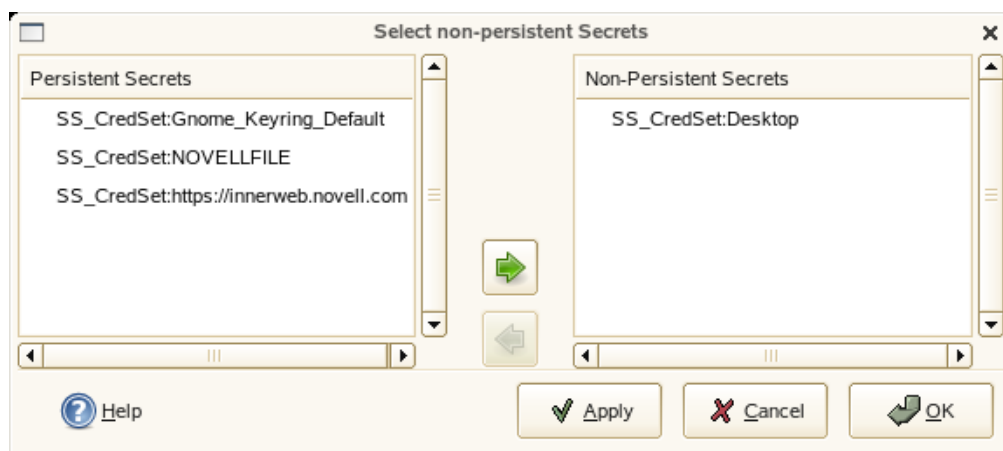 Select non-persistent Secrets
Persistent Secrets
SS_CredSet:Gnome_Keyring_Default
SS_CredSet:NOVELLFILE
SS_CredSet:https://innerweb.novell.com
Non-Persistent Secrets
SS_CredSet:Desktop
Help
Apply
Cancel
OK